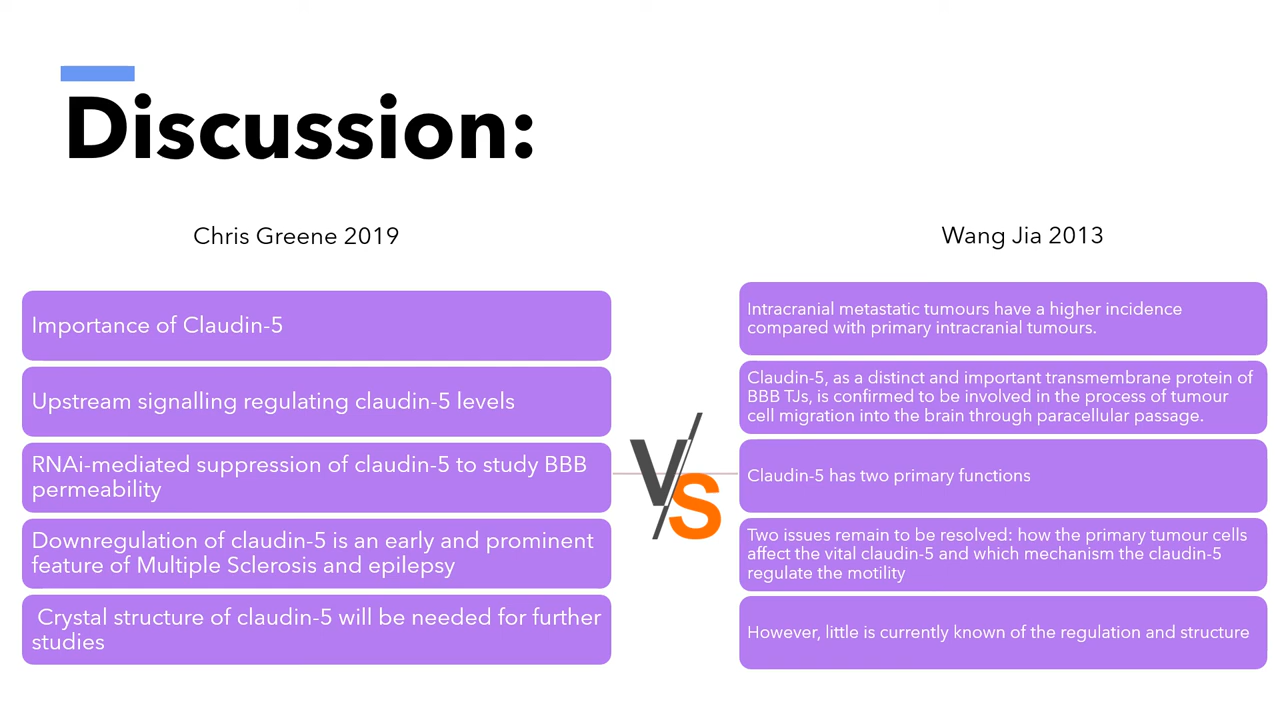 Discussion:
Chris Greene 2019
Importance of Claudin-5
Upstream signalling regulating claudin-5 levels
RNAi-mediated suppression of claudin-5 to study BBB
permeability
Downregulation of claudin-5 is an early and prominent
feature of Multiple Sclerosis and epilepsy
Crystal structure of claudin-5 will be needed for further
studies
VS
Wang Jia 2013
Intracranial metastatic tumours have a higher incidence
compared with primary intracranial tumours.
Claudin-5, as a distinct and important transmembrane protein of
BBB TJs, is confirmed to be involved in the process of tumour
cell migration into the brain through paracellular passage.
Claudin-5 has two primary functions
Two issues remain to be resolved: how the primary tumour cells
affect the vital claudin-5 and which mechanism the claudin-5
regulate the motility
However, little is currently known of the regulation and structure